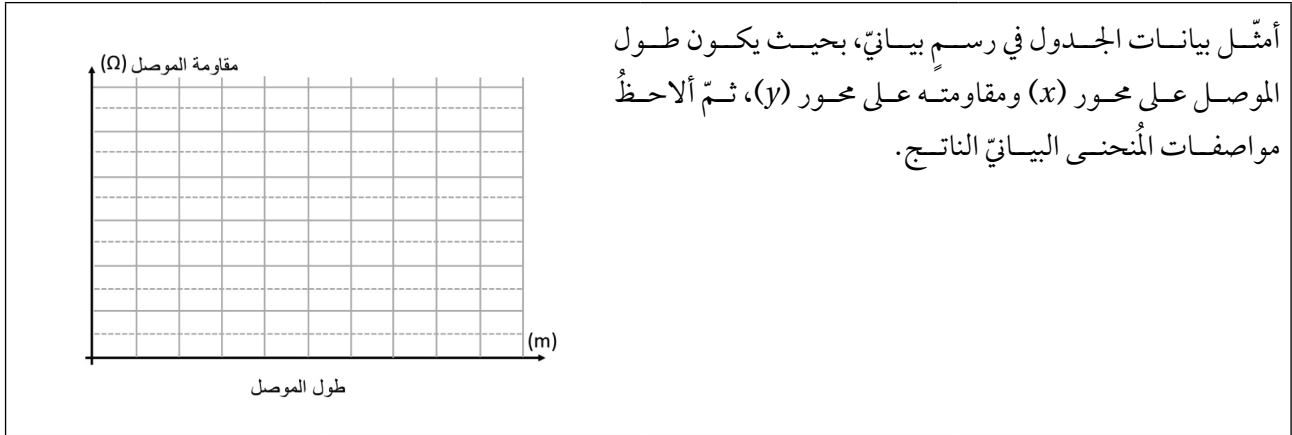 أمثّل بيانات الجدول في رسمٍ بيانيّ، بحيث يكون طول
الموصل على محور (x) ومقاومته على محور (y)، ثمّ ألاحظُ
مواصفات المُنحنى البيانيّ الناتج.
مقاومة الموصل (Ω)
(m)
طول الموصل